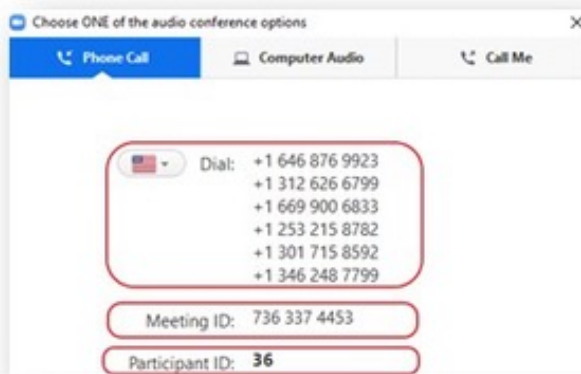 Choose ONE of the audio conference options
Phone Call Computer Audio Call Me
Dial: +1 646 876 9923
+1 312 626 6799
+1 669 900 6833
+1 253 215 8782
+1 301 715 8592
+1 346 248 7799
Meeting ID: 736 337 4453
Participant ID: 36